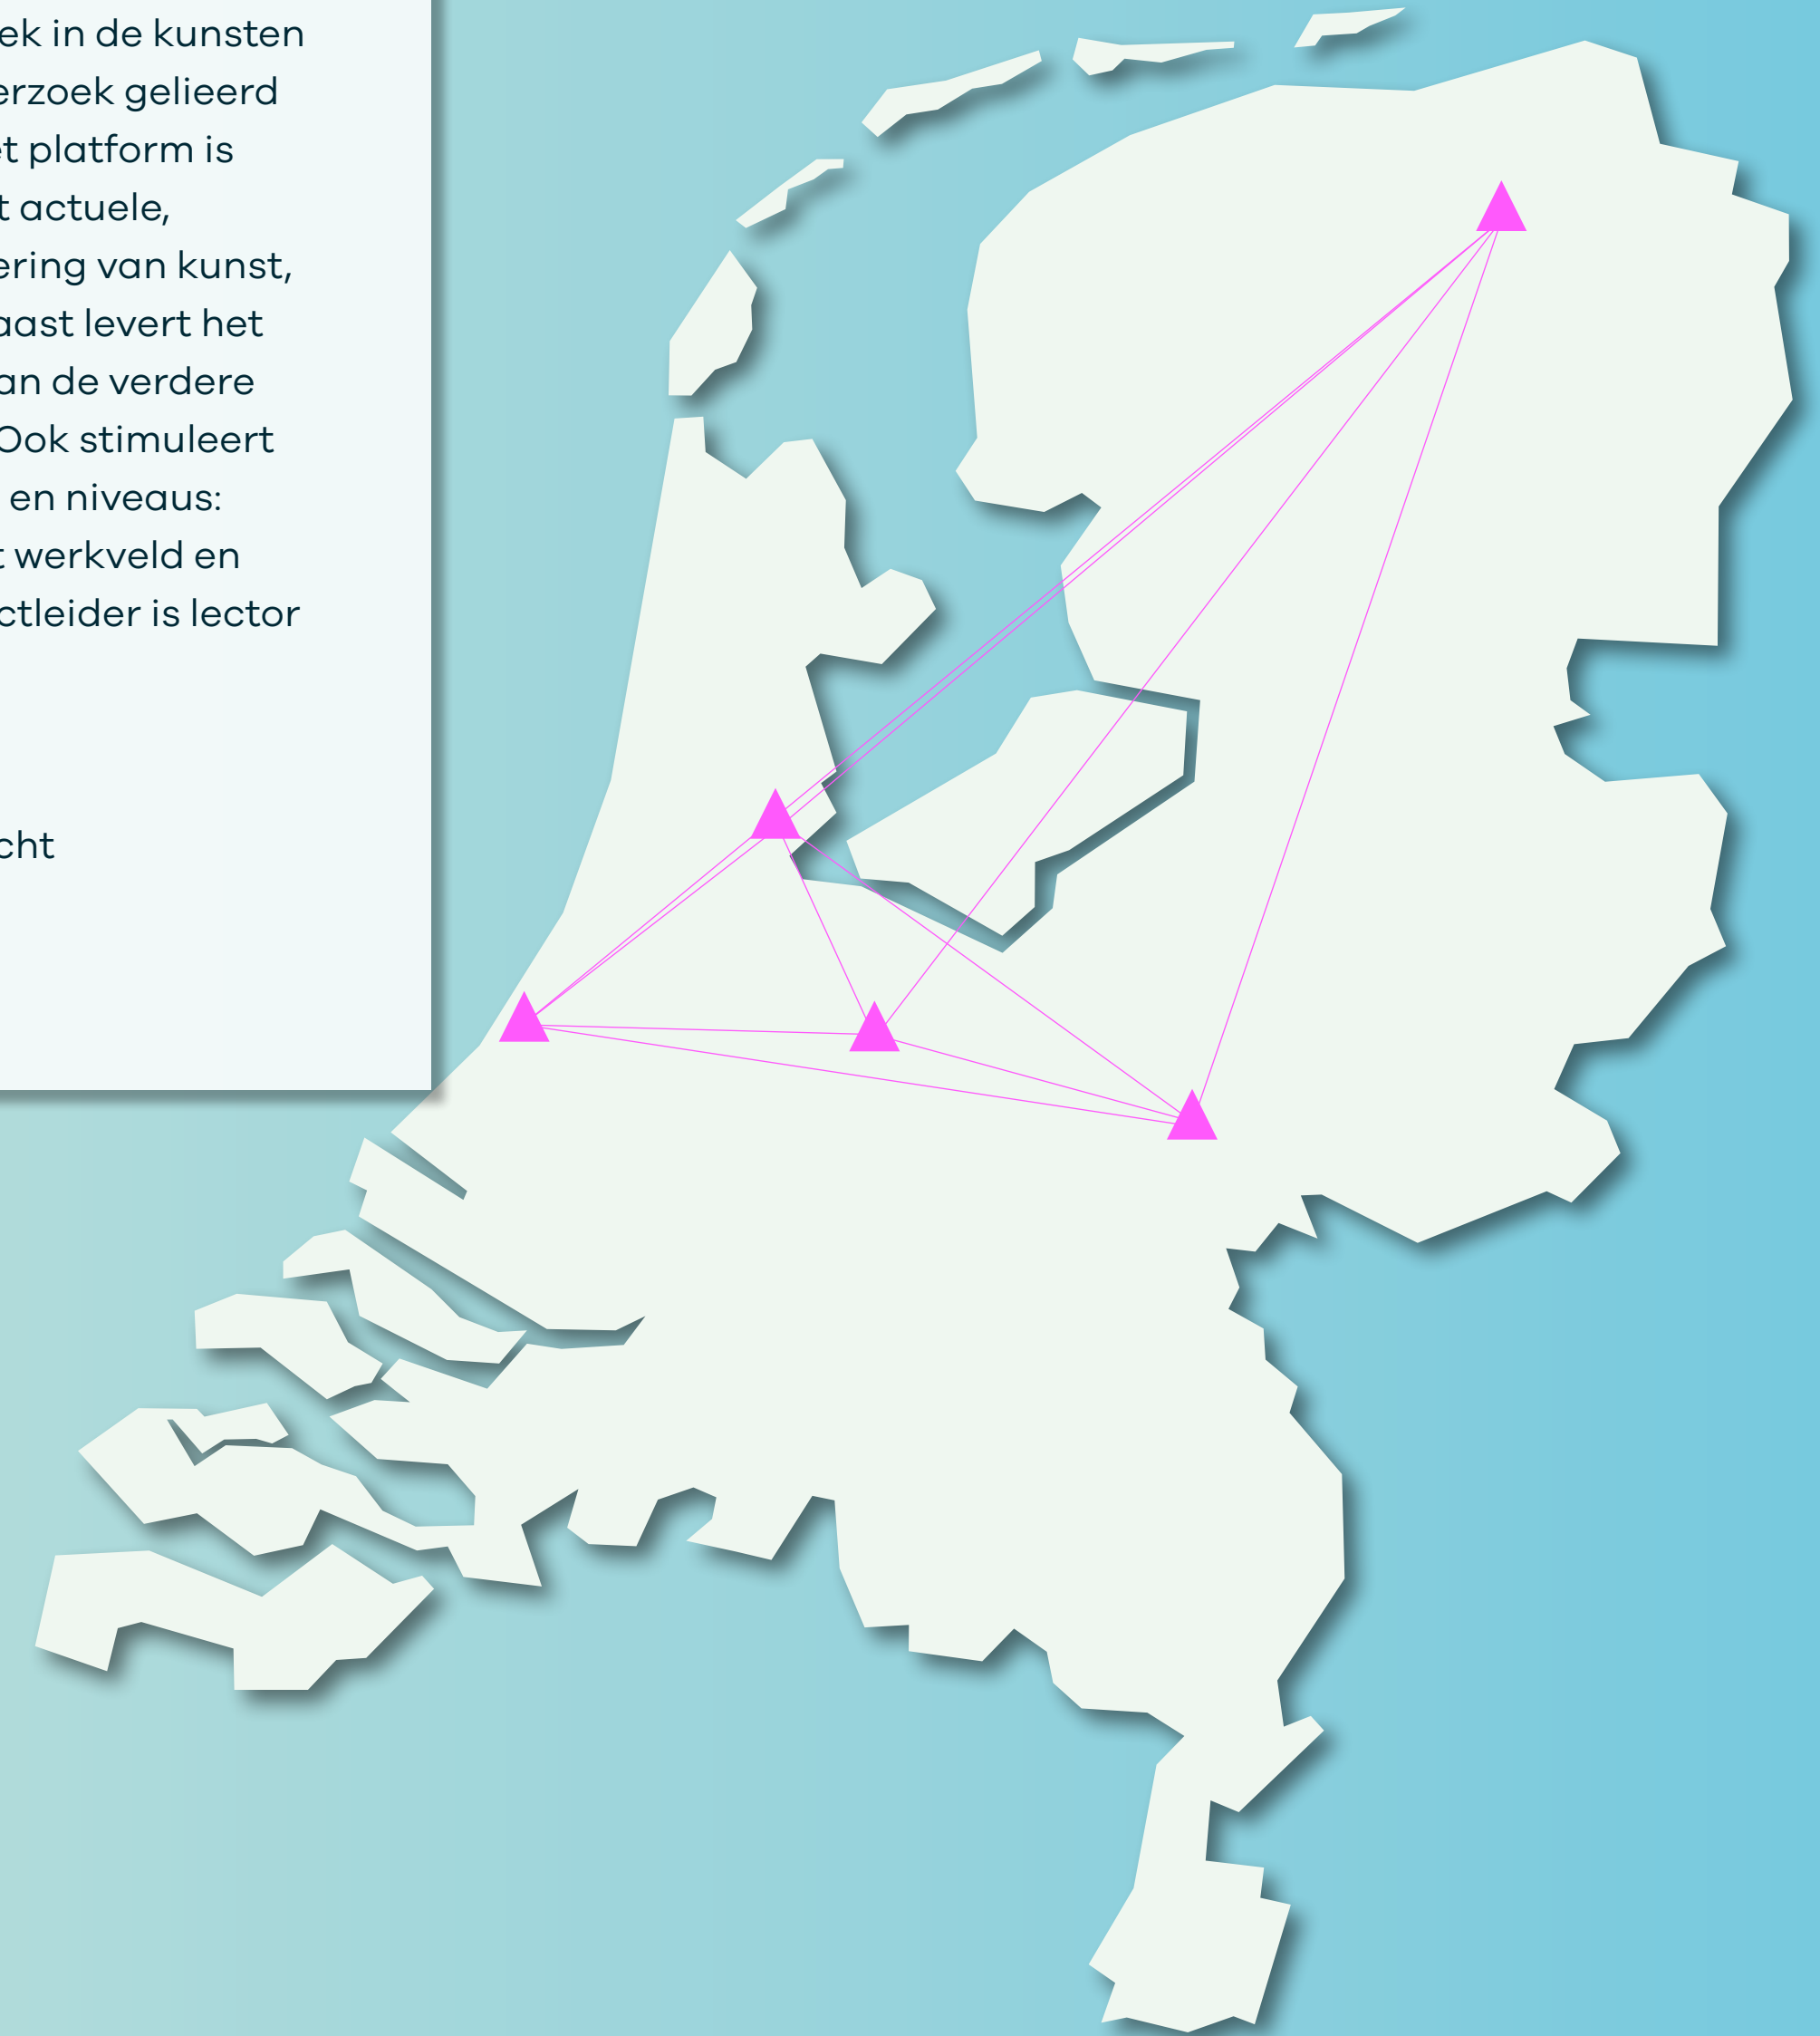 ek in de kunsten
erzoek gelieerd
et platform is
t actuele,
ering van kunst,
aast levert het
an de verdere
Ook stimuleert
en niveaus:
t werkveld en
ctleider is lector
cht